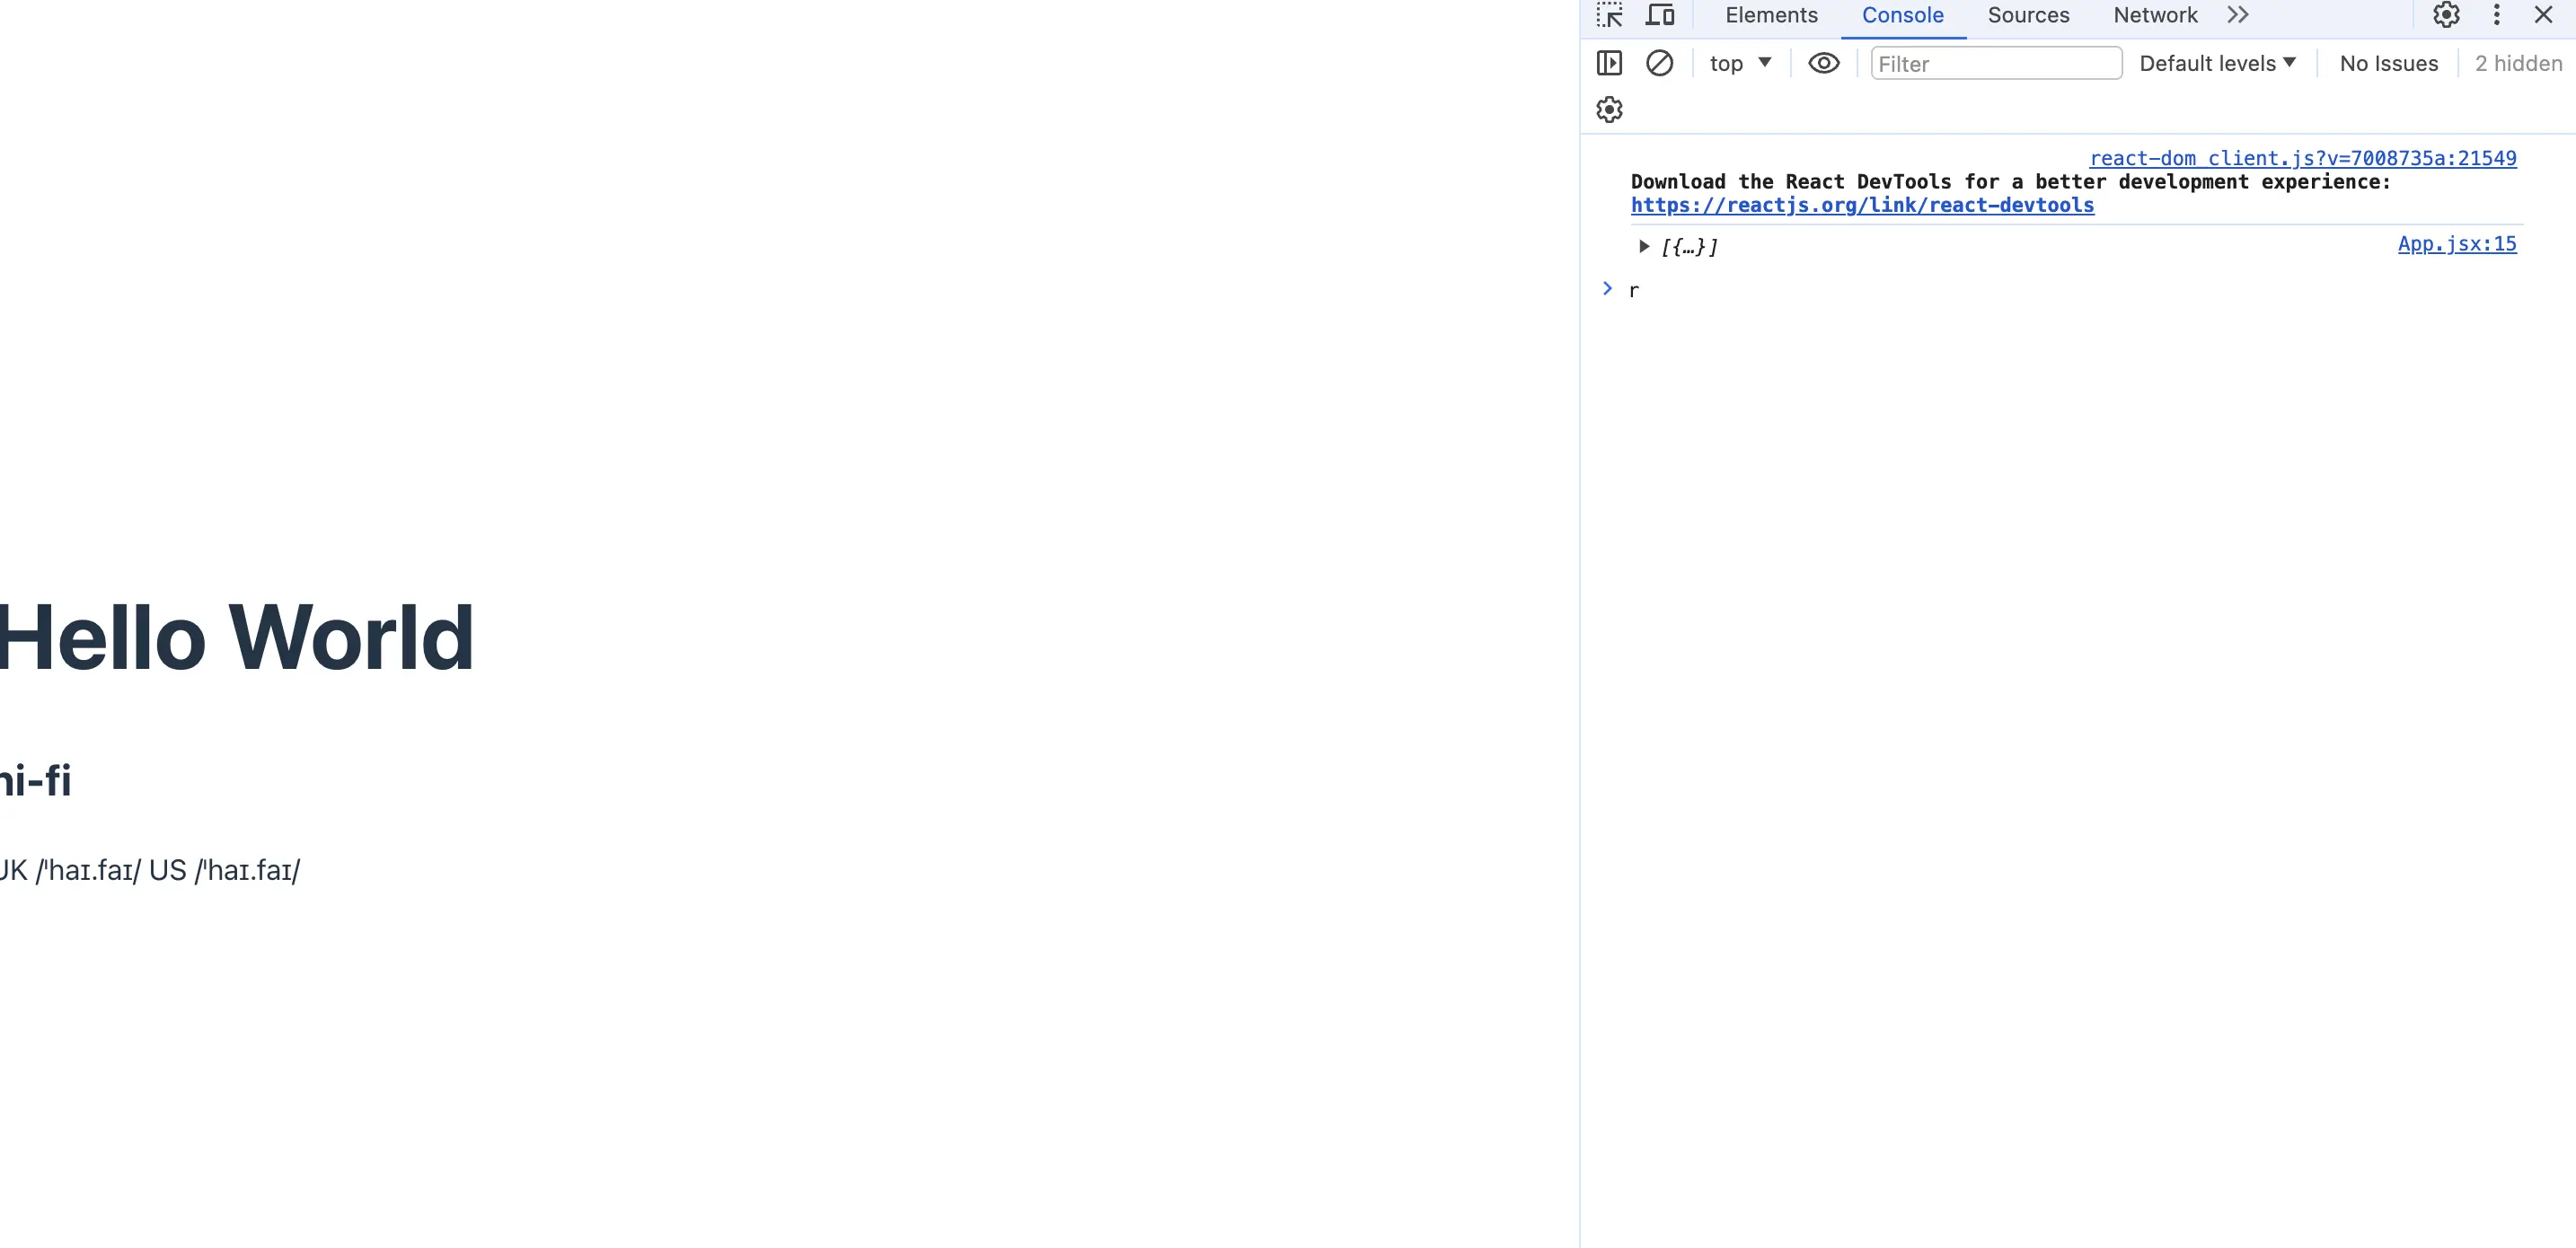 Elements Console Sources Network
top Filter Default levels No Issues 2 hidden
react-dom_client.js?v=7008735a:21549
Download the React DevTools for a better development experience:
https://reactjs.org/link/react-devtools
[{…}] App.jsx:15
> r
Hello World
hi-fi
UK /ˈhaɪ.faɪ/ US /ˈhaɪ.faɪ/